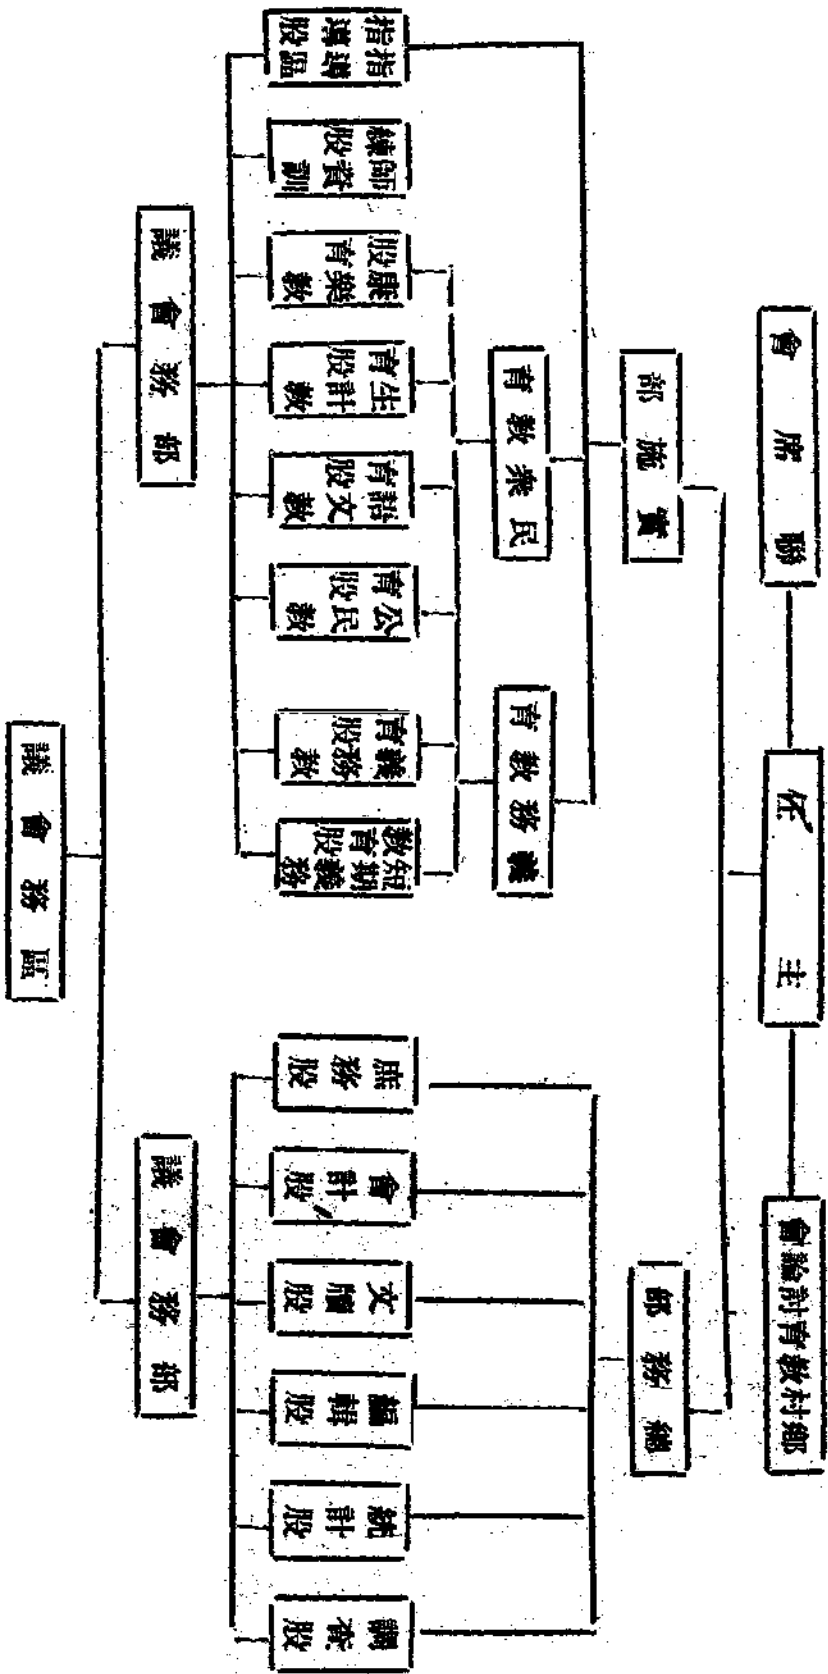 鄉村教育討論會
主任
聯席會
總務部
實施部
義務教育
民衆教育
調查股
統計股
編輯股
文牘股
會計股
庶務股
短期義務教育股
義務教育股
公民教育股
語文教育股
生計教育股
康樂教育股
師資訓練股
指導區指導股
部務會議
部務會議
區務會議